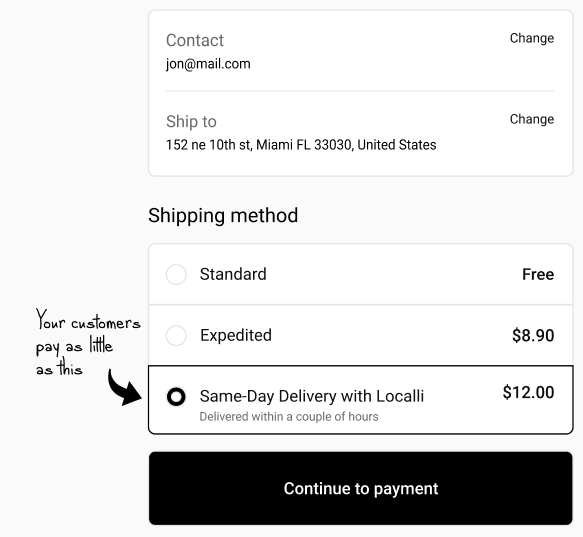 Contact
Change
jon@mail.com
Ship to
Change
152 ne 10th st, Miami FL 33030, United States
Shipping method
Standard
Free
Expedited
$8.90
Your customers
pay as little
as this
Same-Day Delivery with Localli
$12.00
Delivered within a couple of hours
Continue to payment